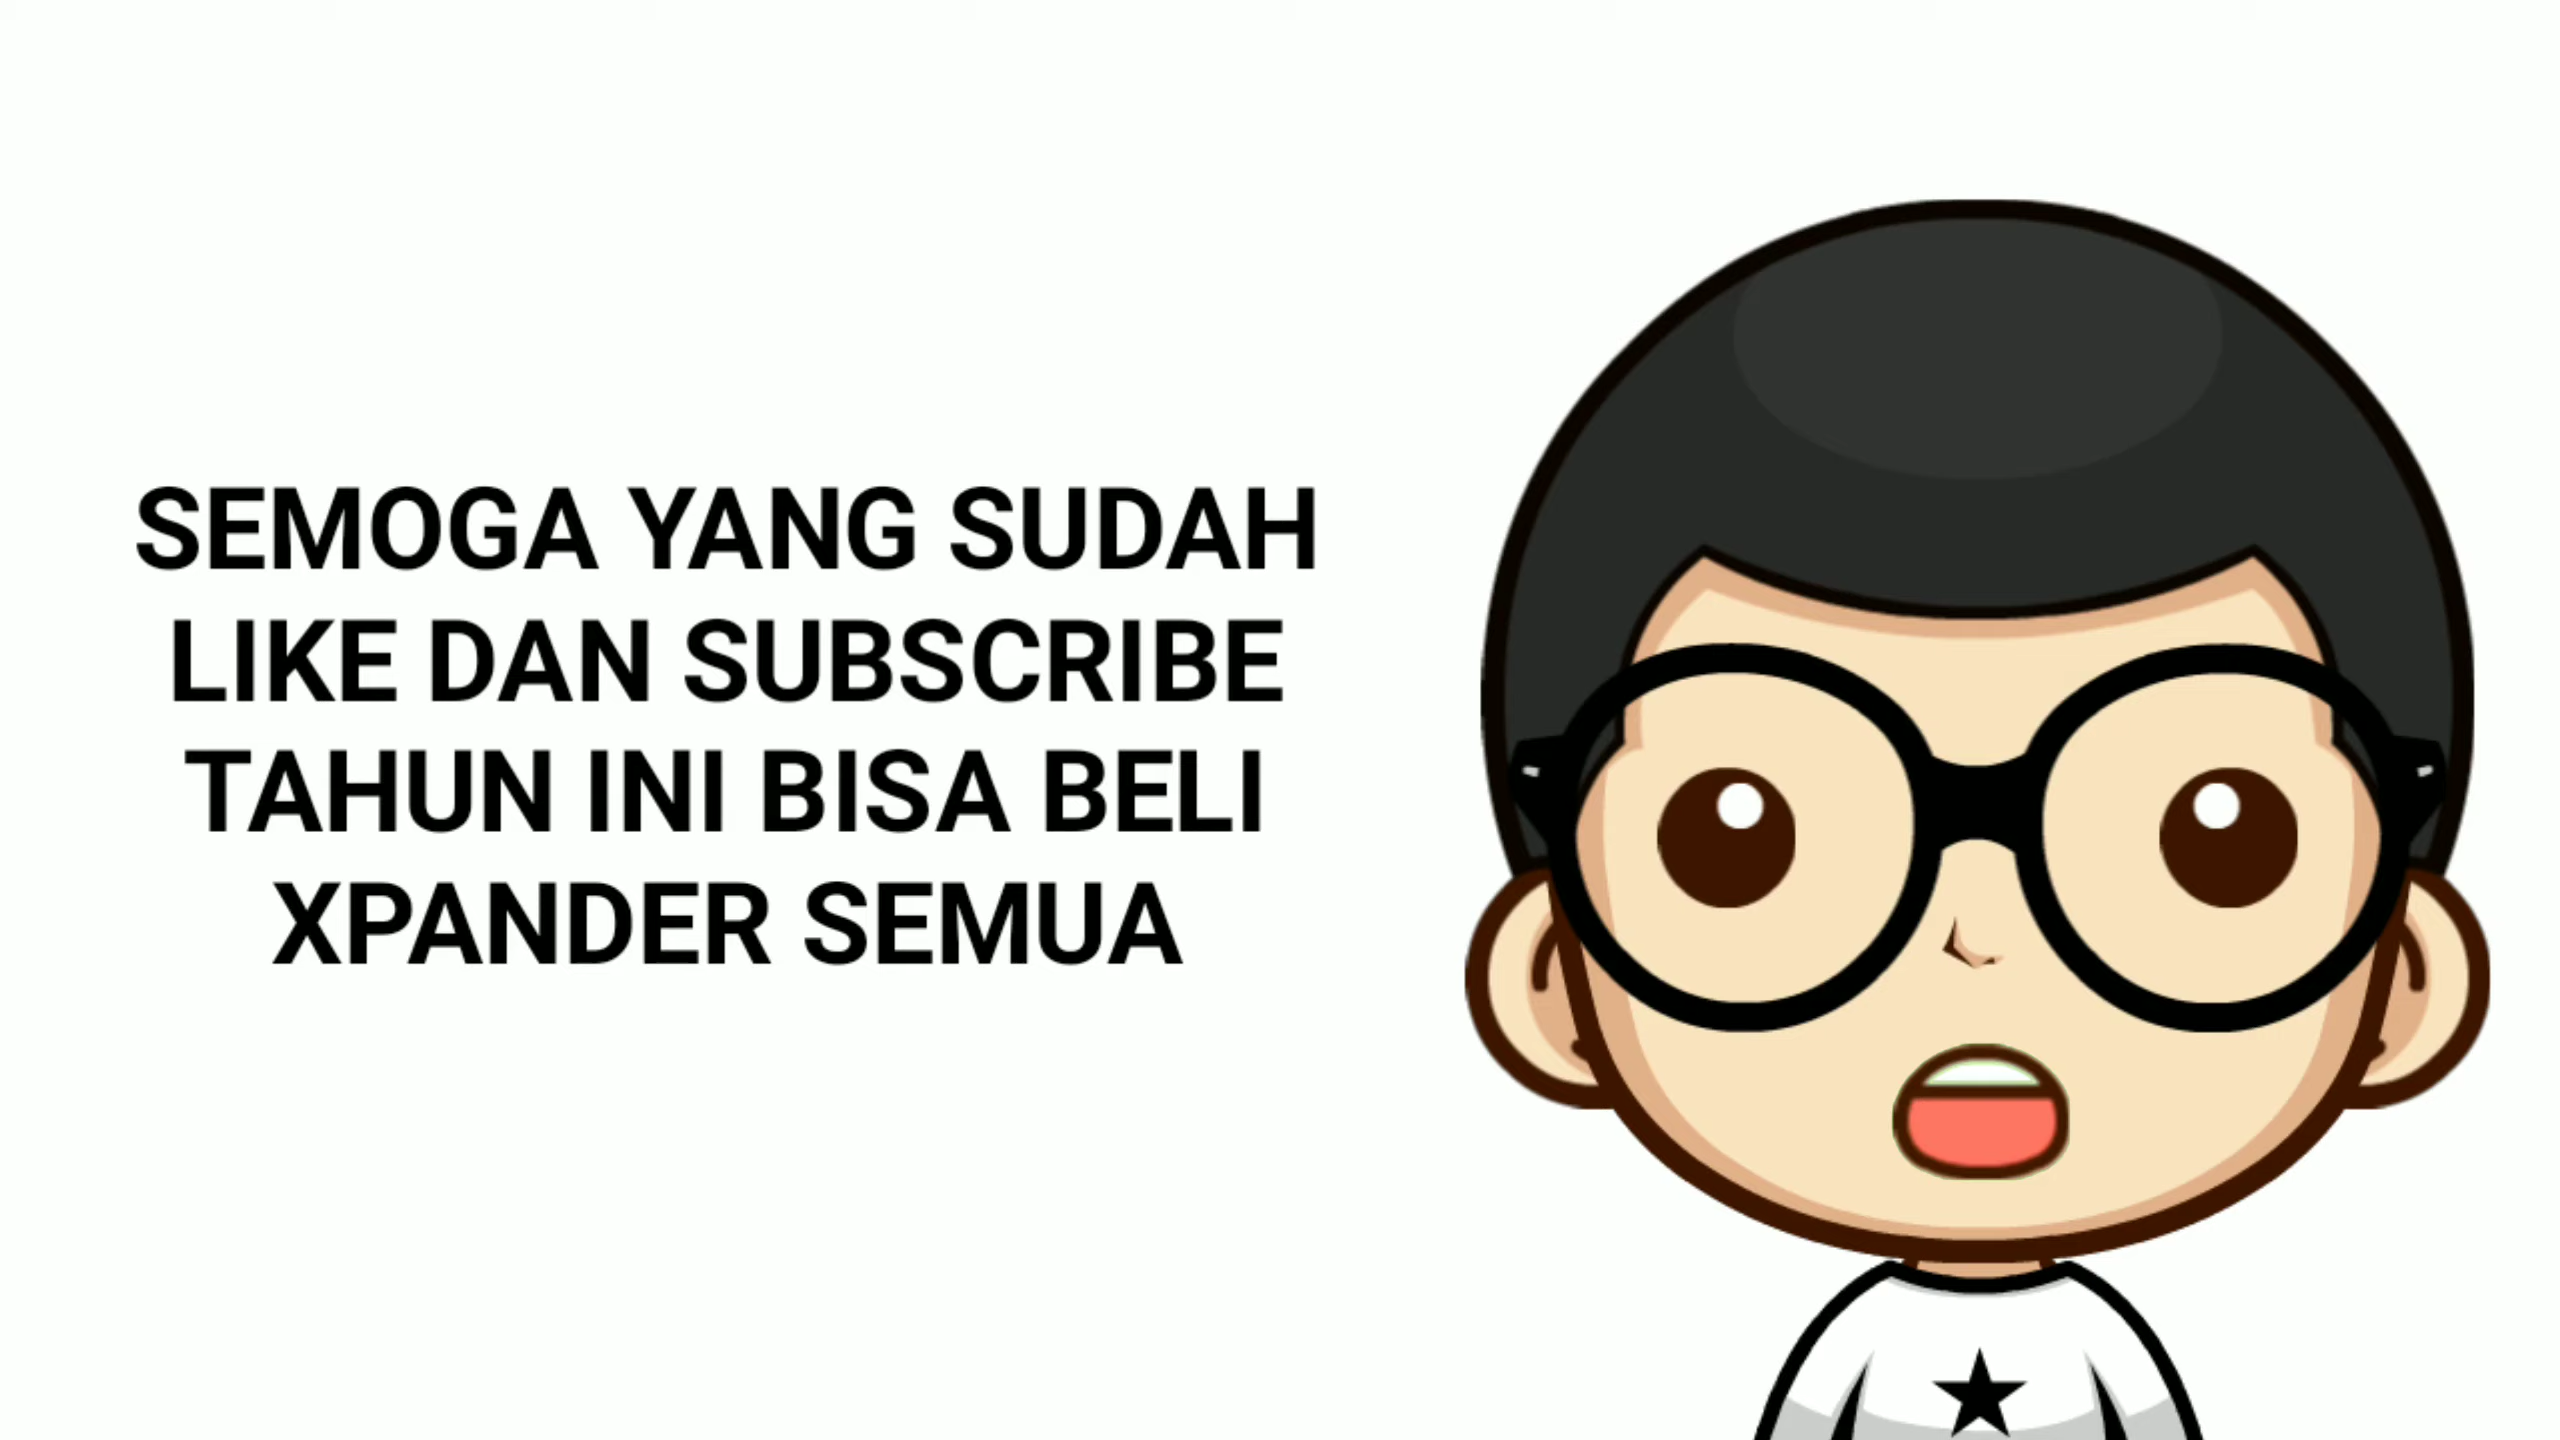 SEMOGA YANG SUDAH
LIKE DAN SUBSCRIBE
TAHUN INI BISA BELI
XPANDER SEMUA